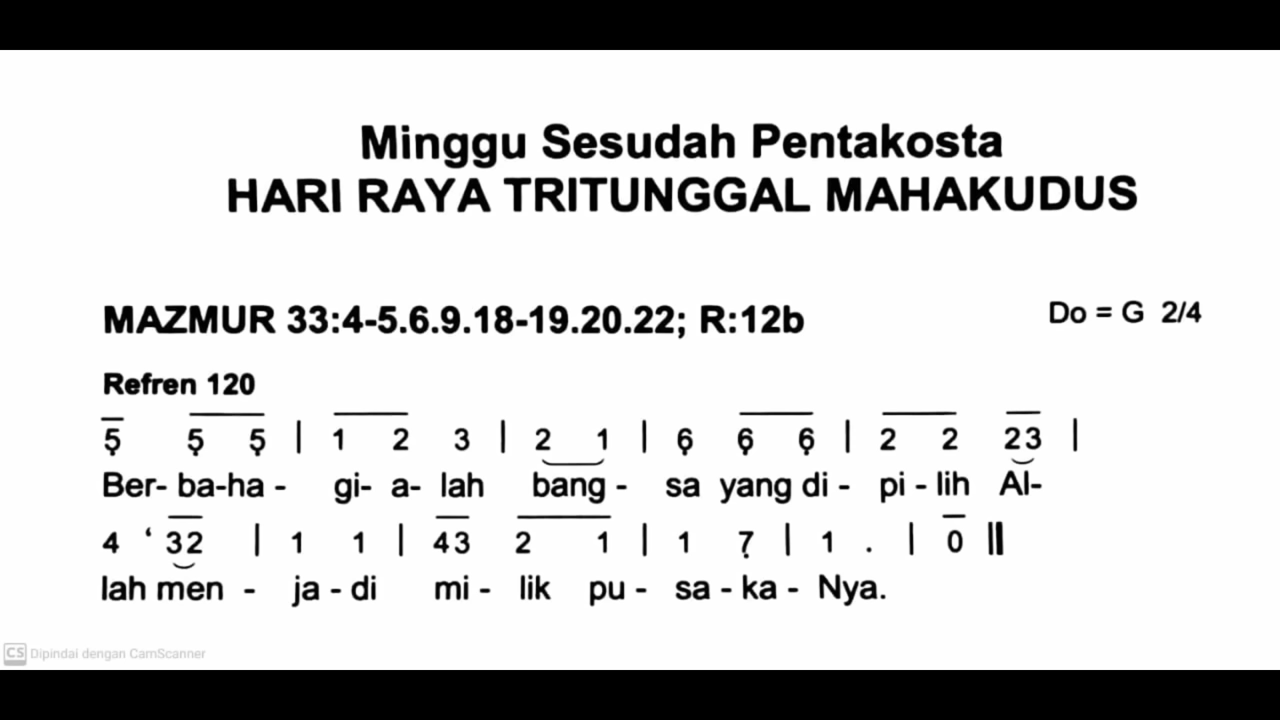 Minggu Sesudah Pentakosta
HARI RAYA TRITUNGGAL MAHAKUDUS
MAZMUR 33:4-5.6.9.18-19.20.22; R:12b Do = G 2/4
Refren 120
5̣ 5̣ 5̣ | 1 2 3 | 2 1 | 6̣ 6̣ 6̣ | 2 2 23 |
Ber- ba-ha - gi- a- lah bang - sa yang di - pi - lih Al-
4 ‘ 32 | 1 1 | 43 2 1 | 1 7̣ | 1 . | 0 ||
lah men - ja - di mi - lik pu - sa - ka - Nya.
CS Dipindai dengan CamScanner